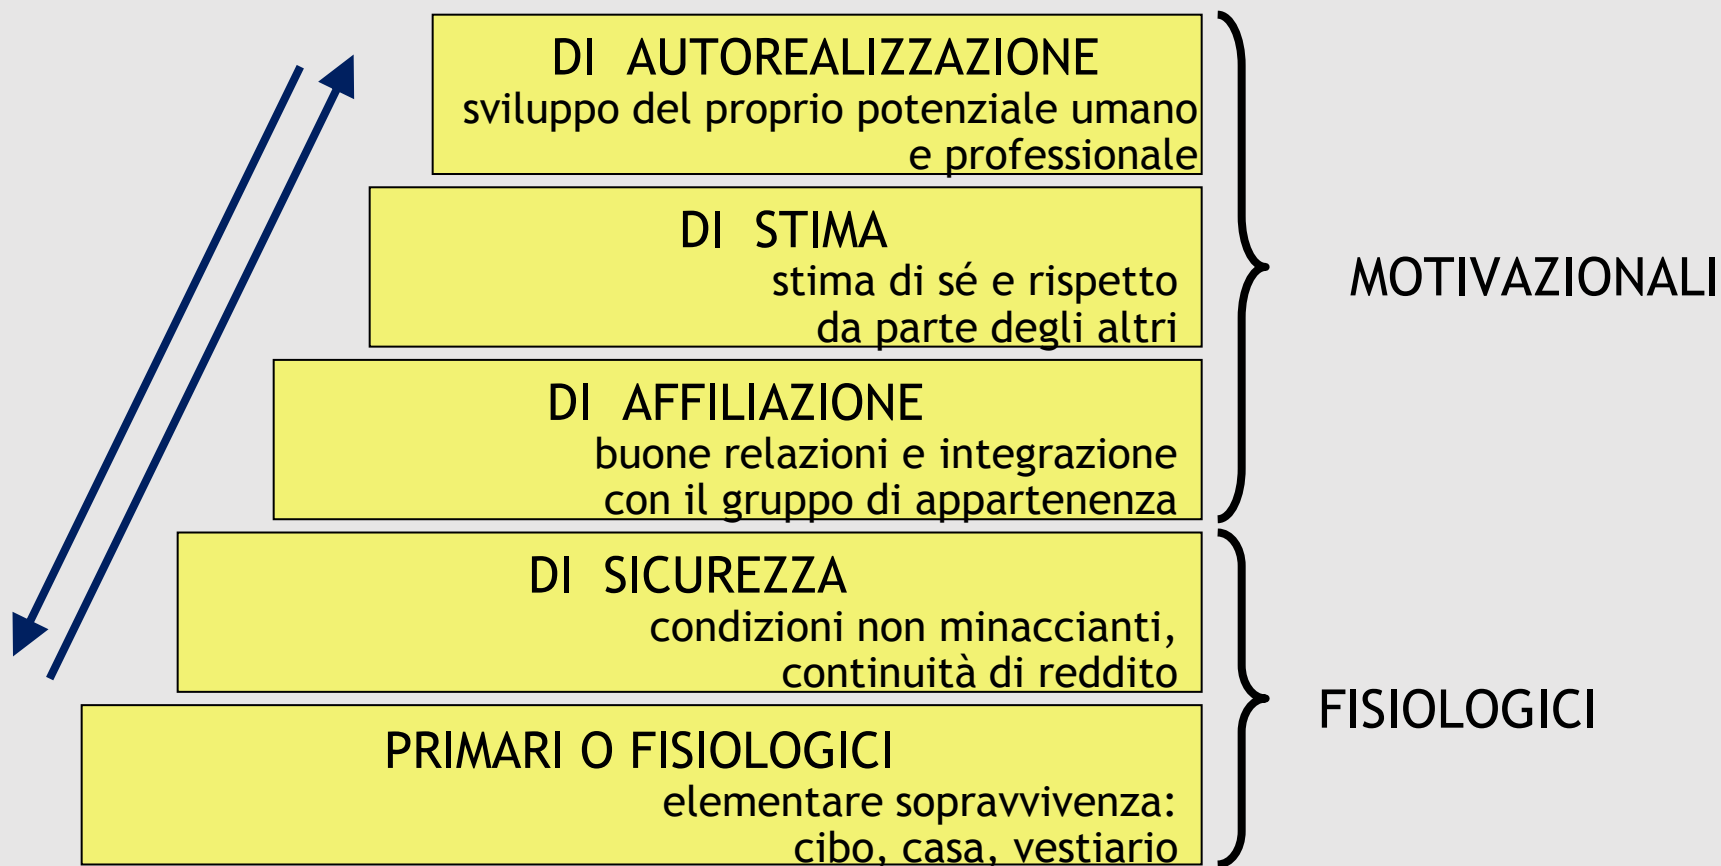 DI AUTOREALIZZAZIONE
sviluppo del proprio potenziale umano
e professionale
DI STIMA
stima di sé e rispetto
da parte degli altri
MOTIVAZIONALI
DI AFFILIAZIONE
buone relazioni e integrazione
con il gruppo di appartenenza
DI SICUREZZA
condizioni non minaccianti,
continuità di reddito
FISIOLOGICI
PRIMARI O FISIOLOGICI
elementare sopravvivenza:
cibo, casa, vestiario